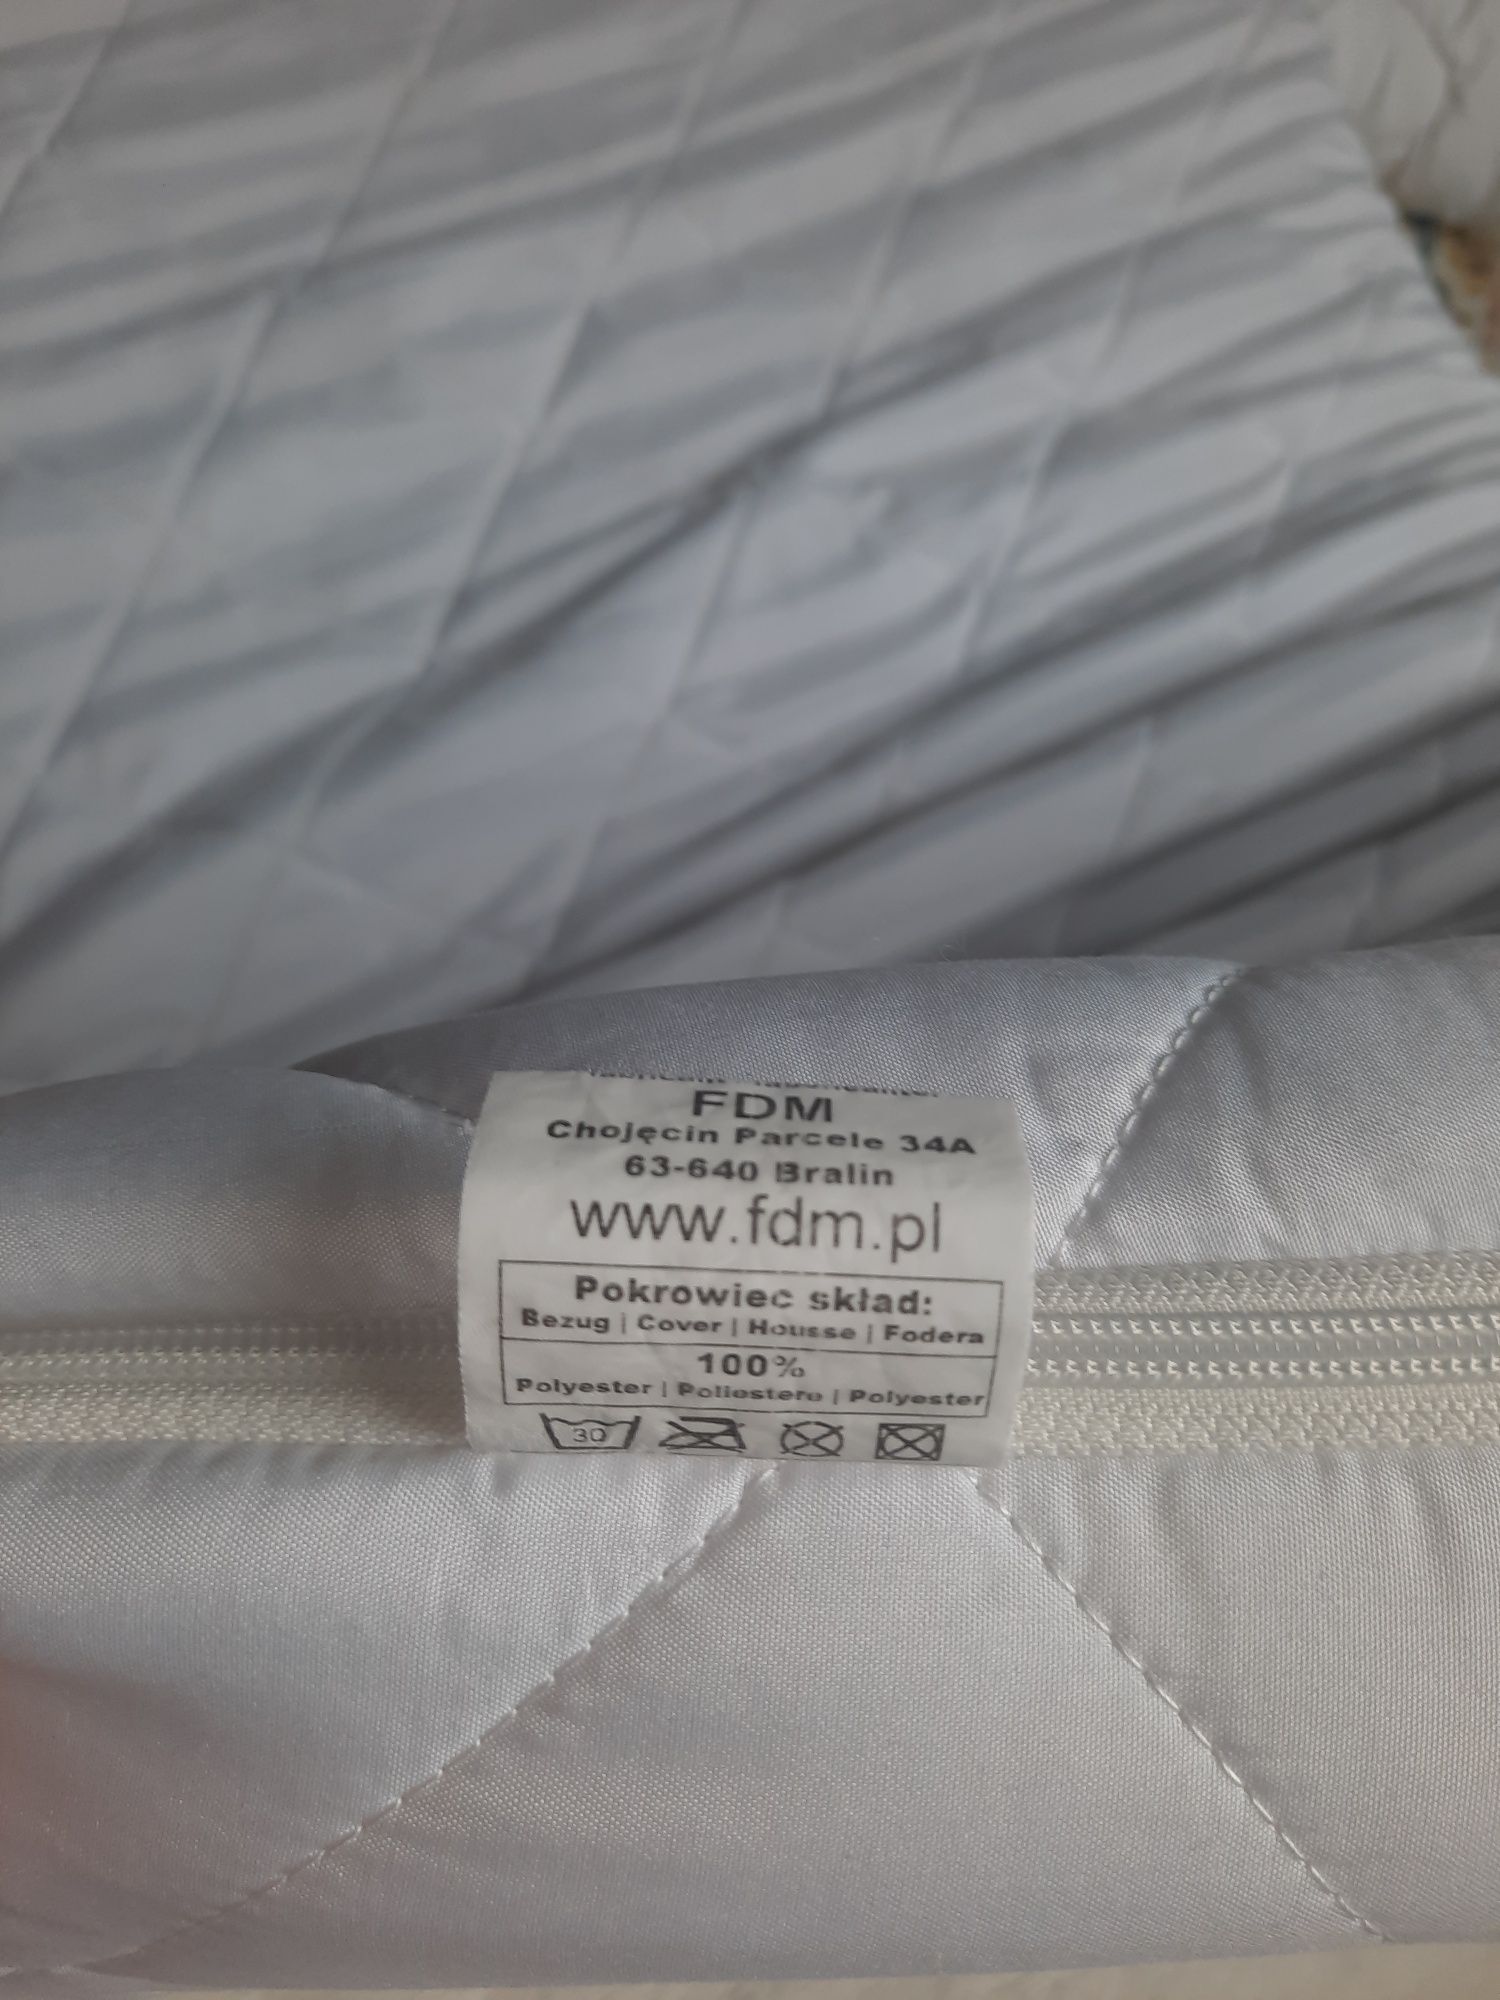 FDM
Chojęcin Parcele 34A
63-640 Bralin
www.fdm.pl
Pokrowiec skład:
Bezug | Cover | Housse | Fodera
100%
Polyester | Poliestere | Polyester
30